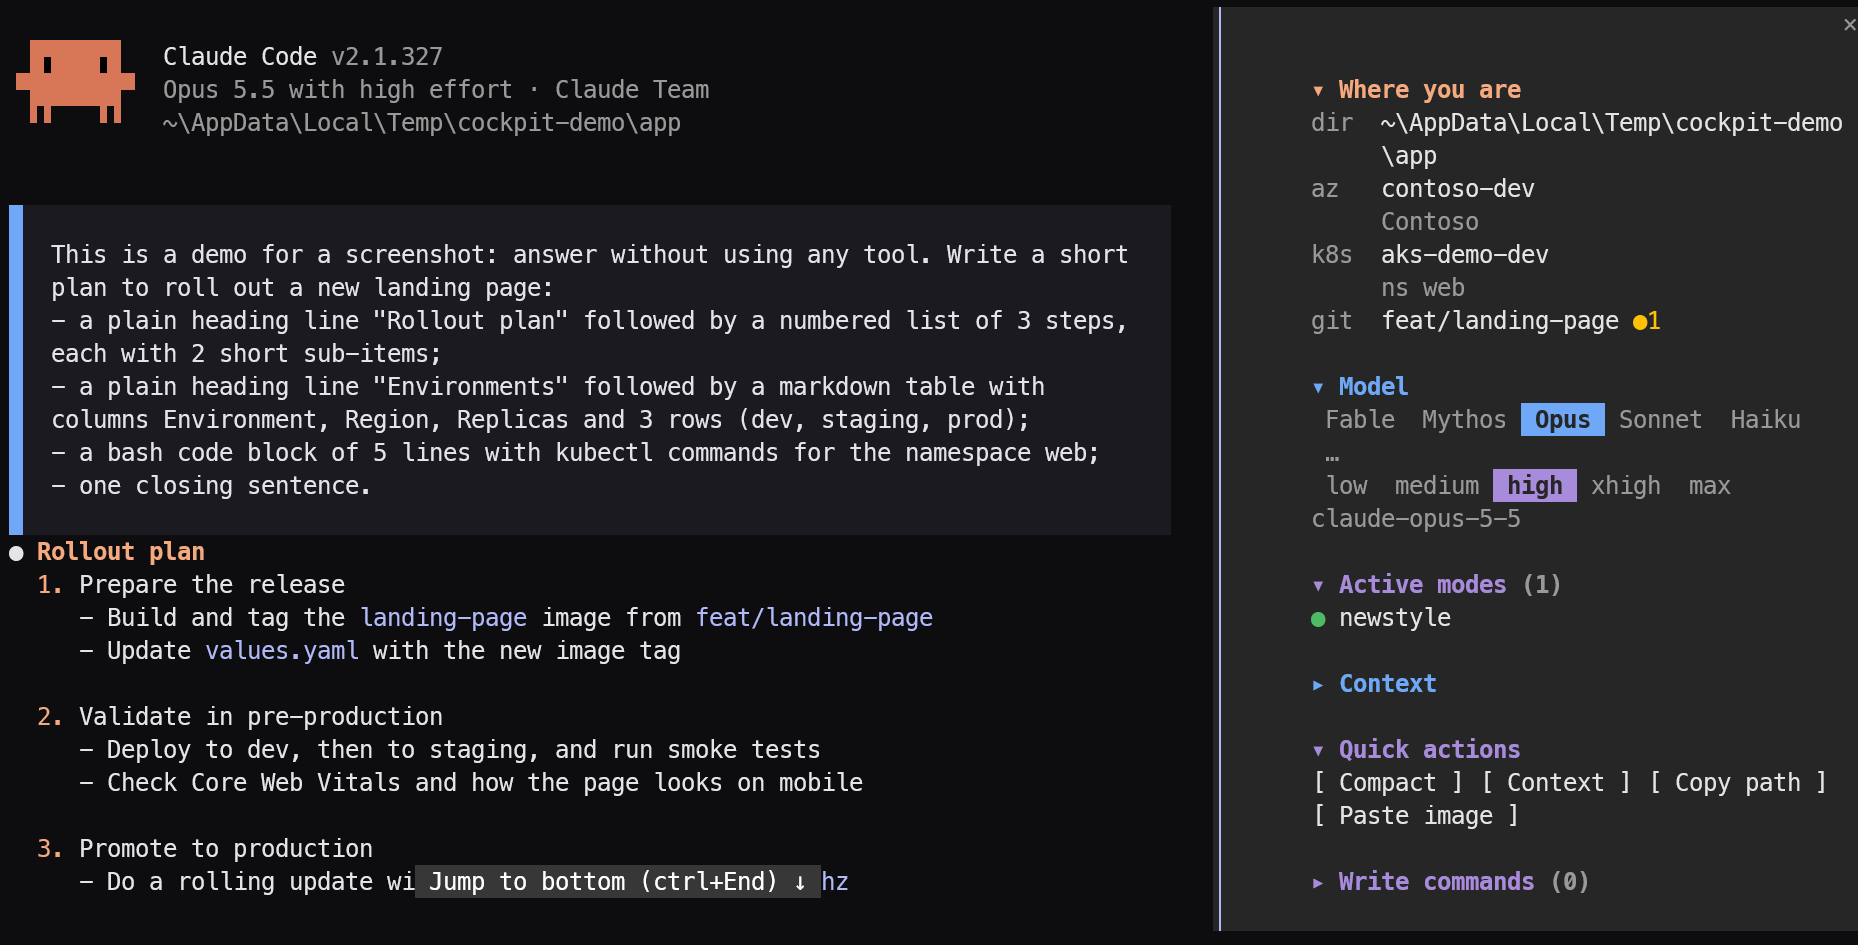 Claude Code v2.1.327
Opus 5.5 with high effort · Claude Team
~\AppData\Local\Temp\cockpit-demo\app
This is a demo for a screenshot: answer without using any tool. Write a short
plan to roll out a new landing page:
- a plain heading line "Rollout plan" followed by a numbered list of 3 steps,
each with 2 short sub-items;
- a plain heading line "Environments" followed by a markdown table with
columns Environment, Region, Replicas and 3 rows (dev, staging, prod);
- a bash code block of 5 lines with kubectl commands for the namespace web;
- one closing sentence.
● Rollout plan
1. Prepare the release
- Build and tag the landing-page image from feat/landing-page
- Update values.yaml with the new image tag
2. Validate in pre-production
- Deploy to dev, then to staging, and run smoke tests
- Check Core Web Vitals and how the page looks on mobile
3. Promote to production
- Do a rolling update wi Jump to bottom (ctrl+End) ↓ hz
×
▾ Where you are
dir ~\AppData\Local\Temp\cockpit-demo
\app
az contoso-dev
Contoso
k8s aks-demo-dev
ns web
git feat/landing-page ●1
▾ Model
Fable Mythos Opus Sonnet Haiku
…
low medium high xhigh max
claude-opus-5-5
▾ Active modes (1)
● newstyle
▸ Context
▾ Quick actions
[ Compact ] [ Context ] [ Copy path ]
[ Paste image ]
▸ Write commands (0)